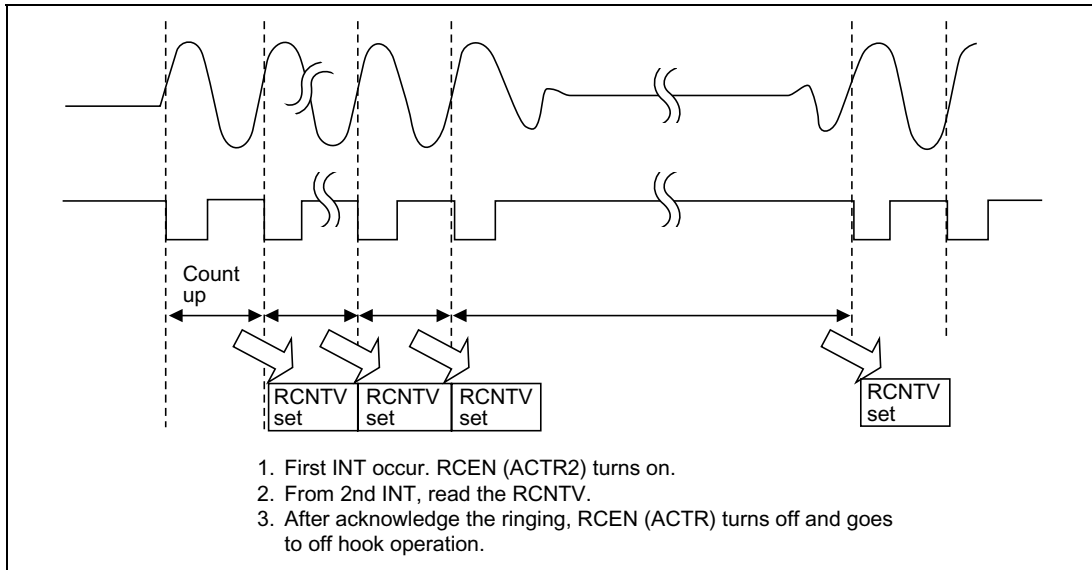 Count
up
RCNTV
set
RCNTV
set
RCNTV
set
RCNTV
set
1. First INT occur. RCEN (ACTR2) turns on.
2. From 2nd INT, read the RCNTV.
3. After acknowledge the ringing, RCEN (ACTR) turns off and goes
to off hook operation.